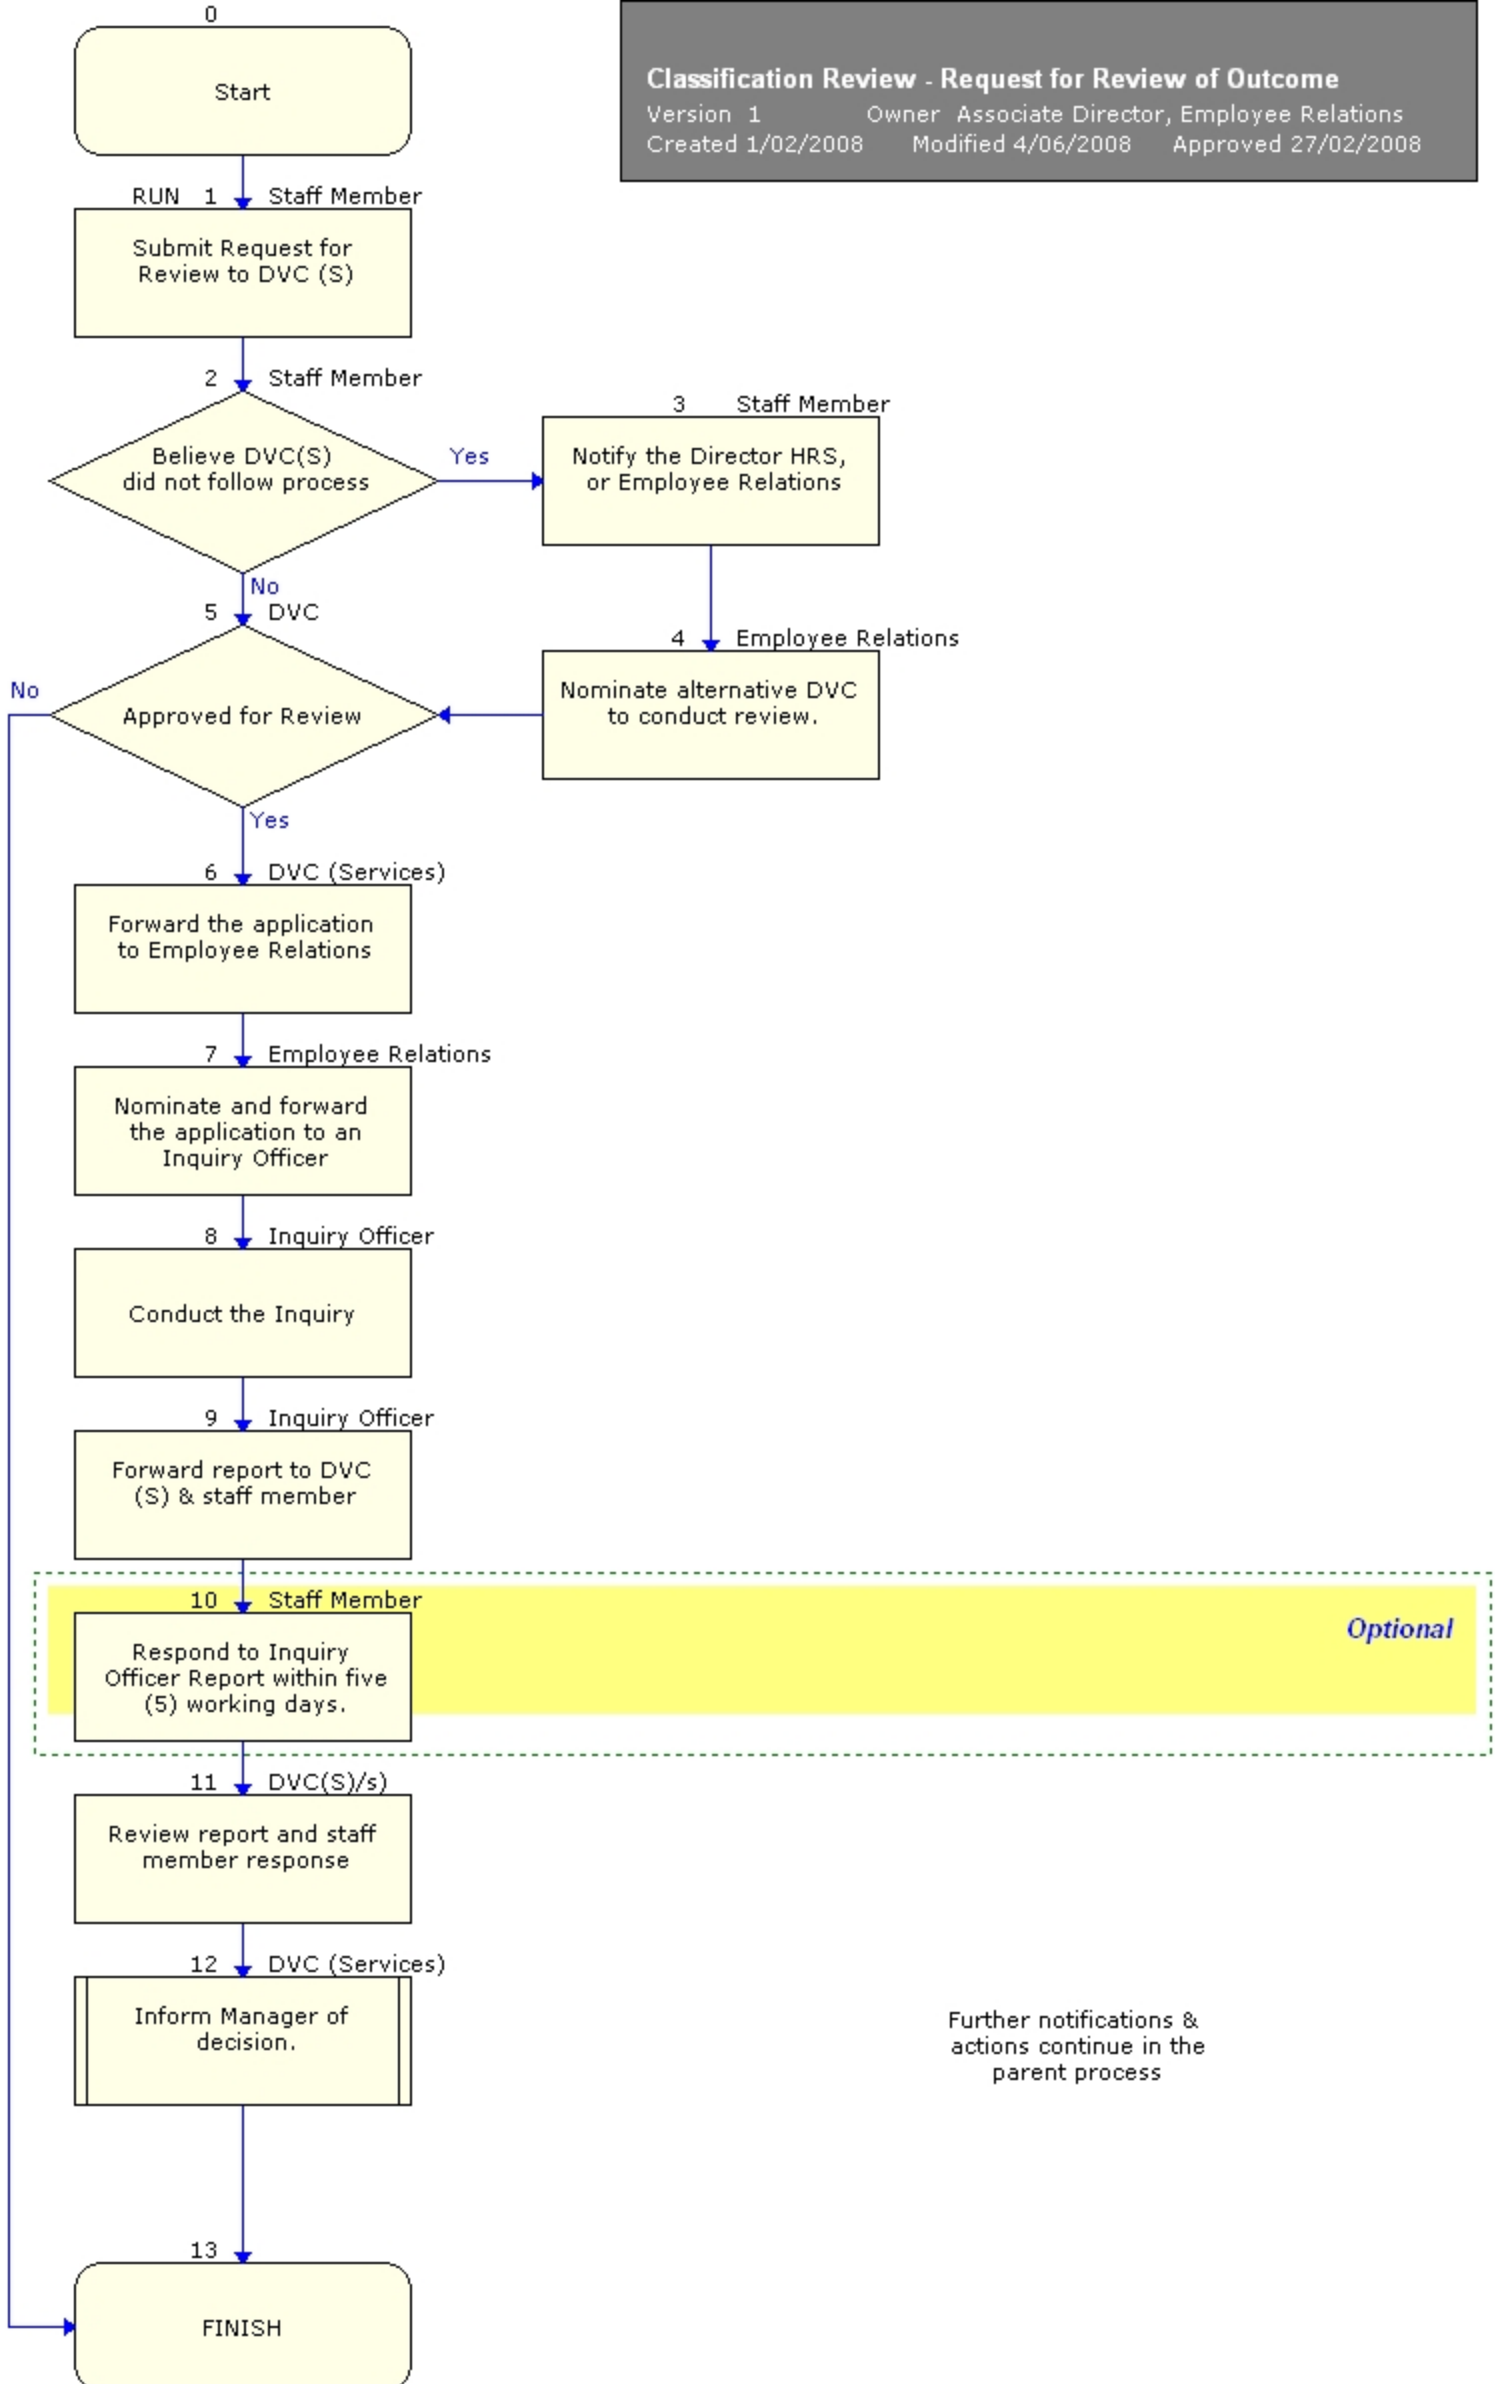 0
Start
Classification Review - Request for Review of Outcome
Version 1 Owner Associate Director, Employee Relations
Created 1/02/2008 Modified 4/06/2008 Approved 27/02/2008
RUN 1 Staff Member
Submit Request for
Review to DVC (S)
2 Staff Member
Believe DVC(S)
did not follow process
Yes
3 Staff Member
Notify the Director HRS,
or Employee Relations
No
5 DVC
4 Employee Relations
Nominate alternative DVC
to conduct review.
No
Approved for Review
Yes
6 DVC (Services)
Forward the application
to Employee Relations
7 Employee Relations
Nominate and forward
the application to an
Inquiry Officer
8 Inquiry Officer
Conduct the Inquiry
9 Inquiry Officer
Forward report to DVC
(S) & staff member
10 Staff Member
Optional
Respond to Inquiry
Officer Report within five
(5) working days.
11 DVC(S)/s)
Review report and staff
member response
12 DVC (Services)
Inform Manager of
decision.
Further notifications &
actions continue in the
parent process
13
FINISH